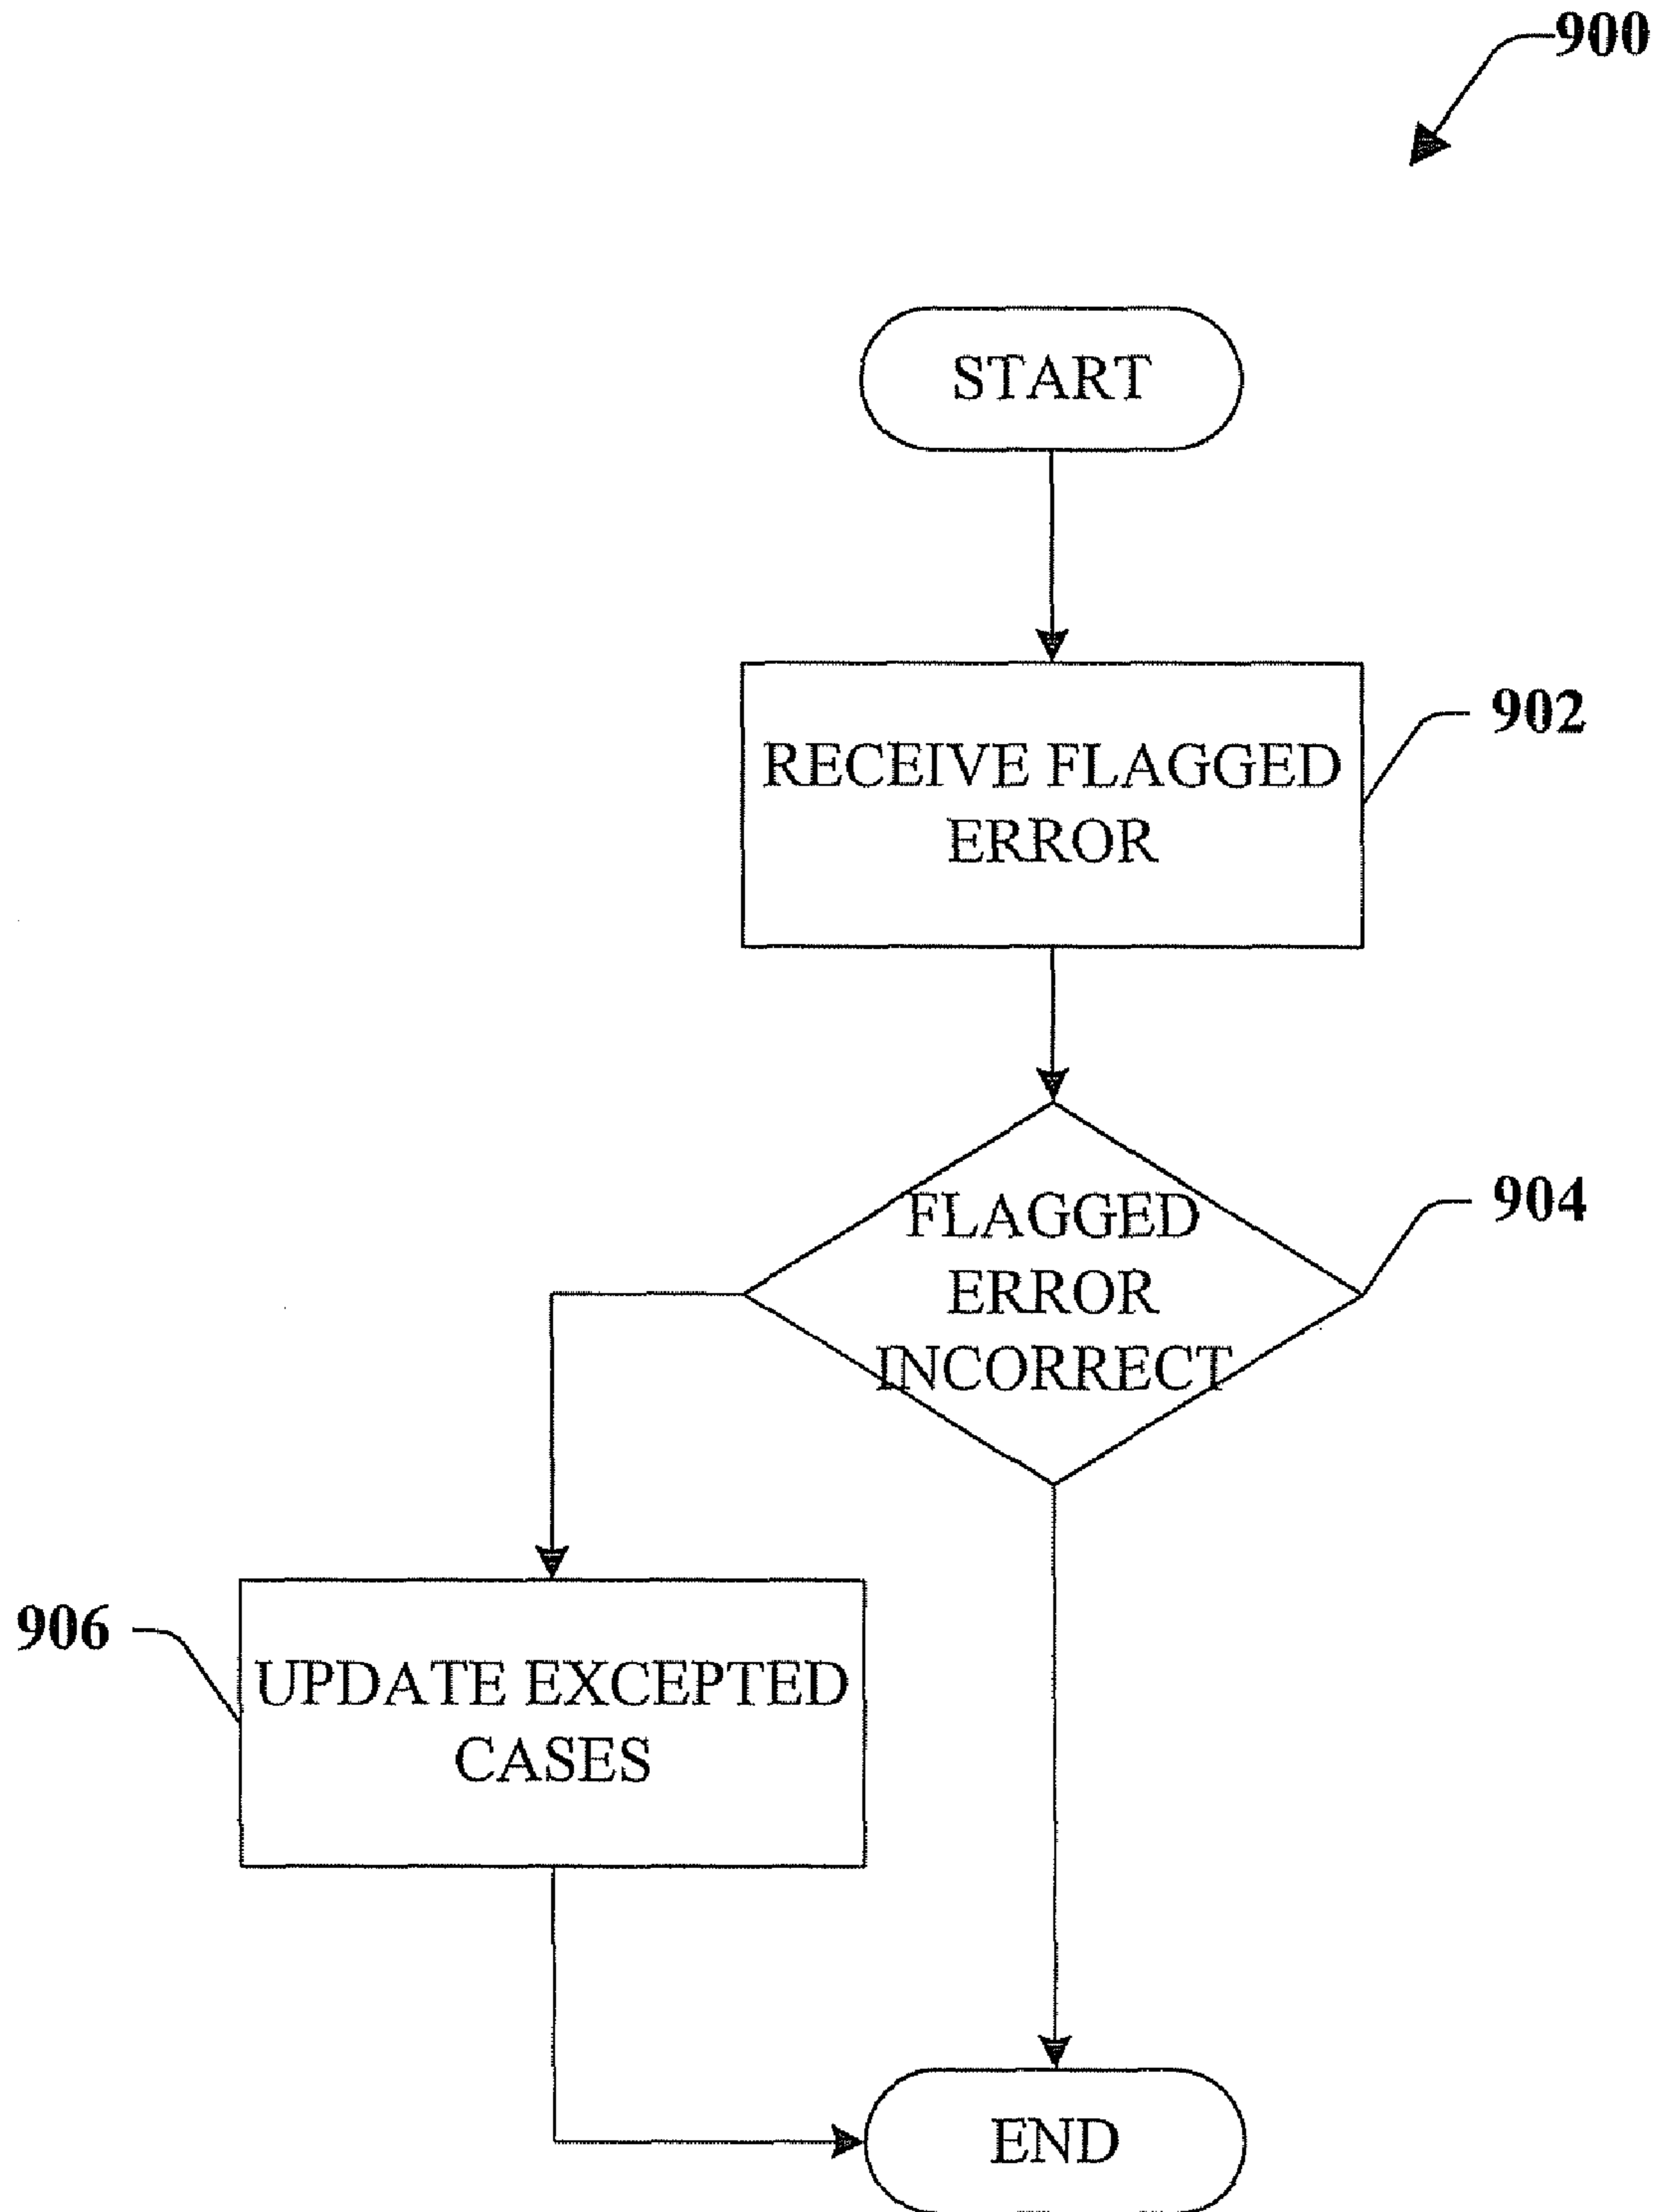 900
START
RECEIVE FLAGGED
ERROR
902
FLAGGED
ERROR
INCORRECT
904
906
UPDATE EXCEPTED
CASES
END